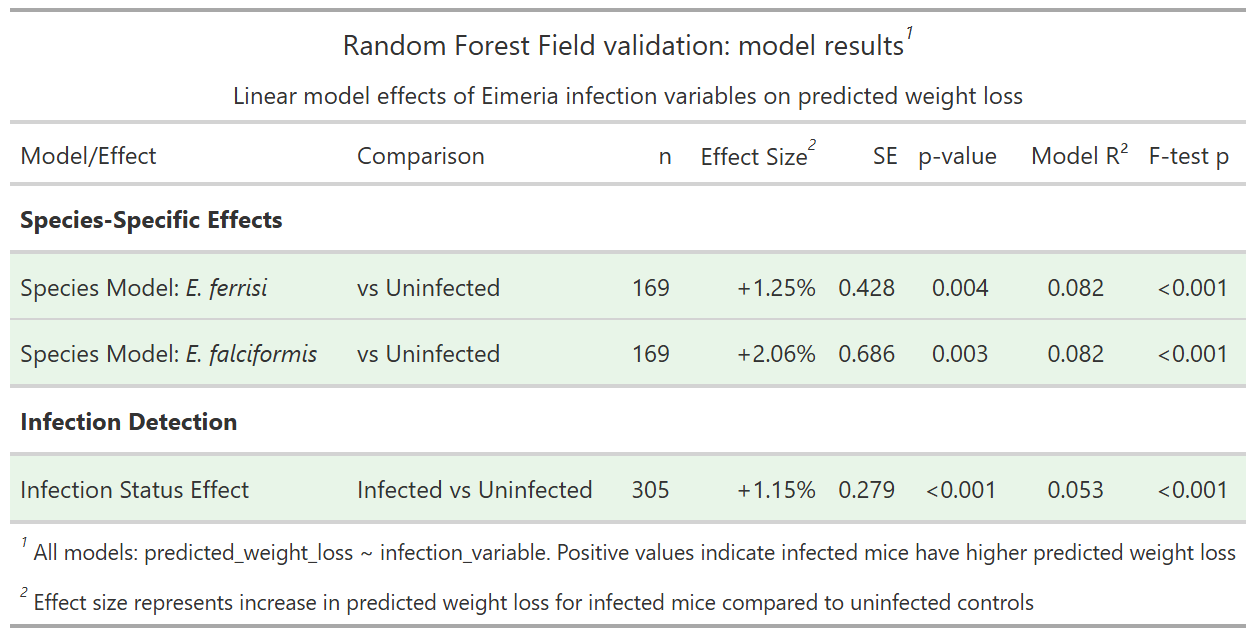 Random Forest Field validation: model results1
Linear model effects of Eimeria infection variables on predicted weight loss
Model/Effect Comparison n Effect Size2 SE p-value Model R² F-test p
Species-Specific Effects
Species Model: E. ferrisi vs Uninfected 169 +1.25% 0.428 0.004 0.082 <0.001
Species Model: E. falciformis vs Uninfected 169 +2.06% 0.686 0.003 0.082 <0.001
Infection Detection
Infection Status Effect Infected vs Uninfected 305 +1.15% 0.279 <0.001 0.053 <0.001
1 All models: predicted_weight_loss ~ infection_variable. Positive values indicate infected mice have higher predicted weight loss
2 Effect size represents increase in predicted weight loss for infected mice compared to uninfected controls